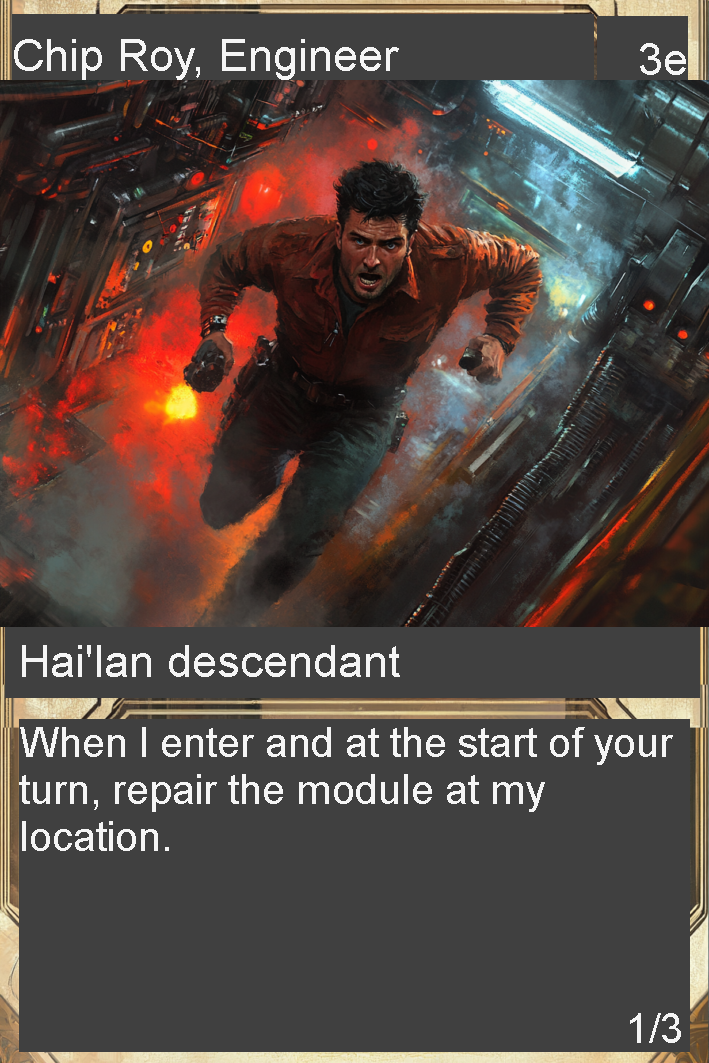 Chip Roy, Engineer
3e
Hai'lan descendant
When I enter and at the start of your
turn, repair the module at my
location.
1/3